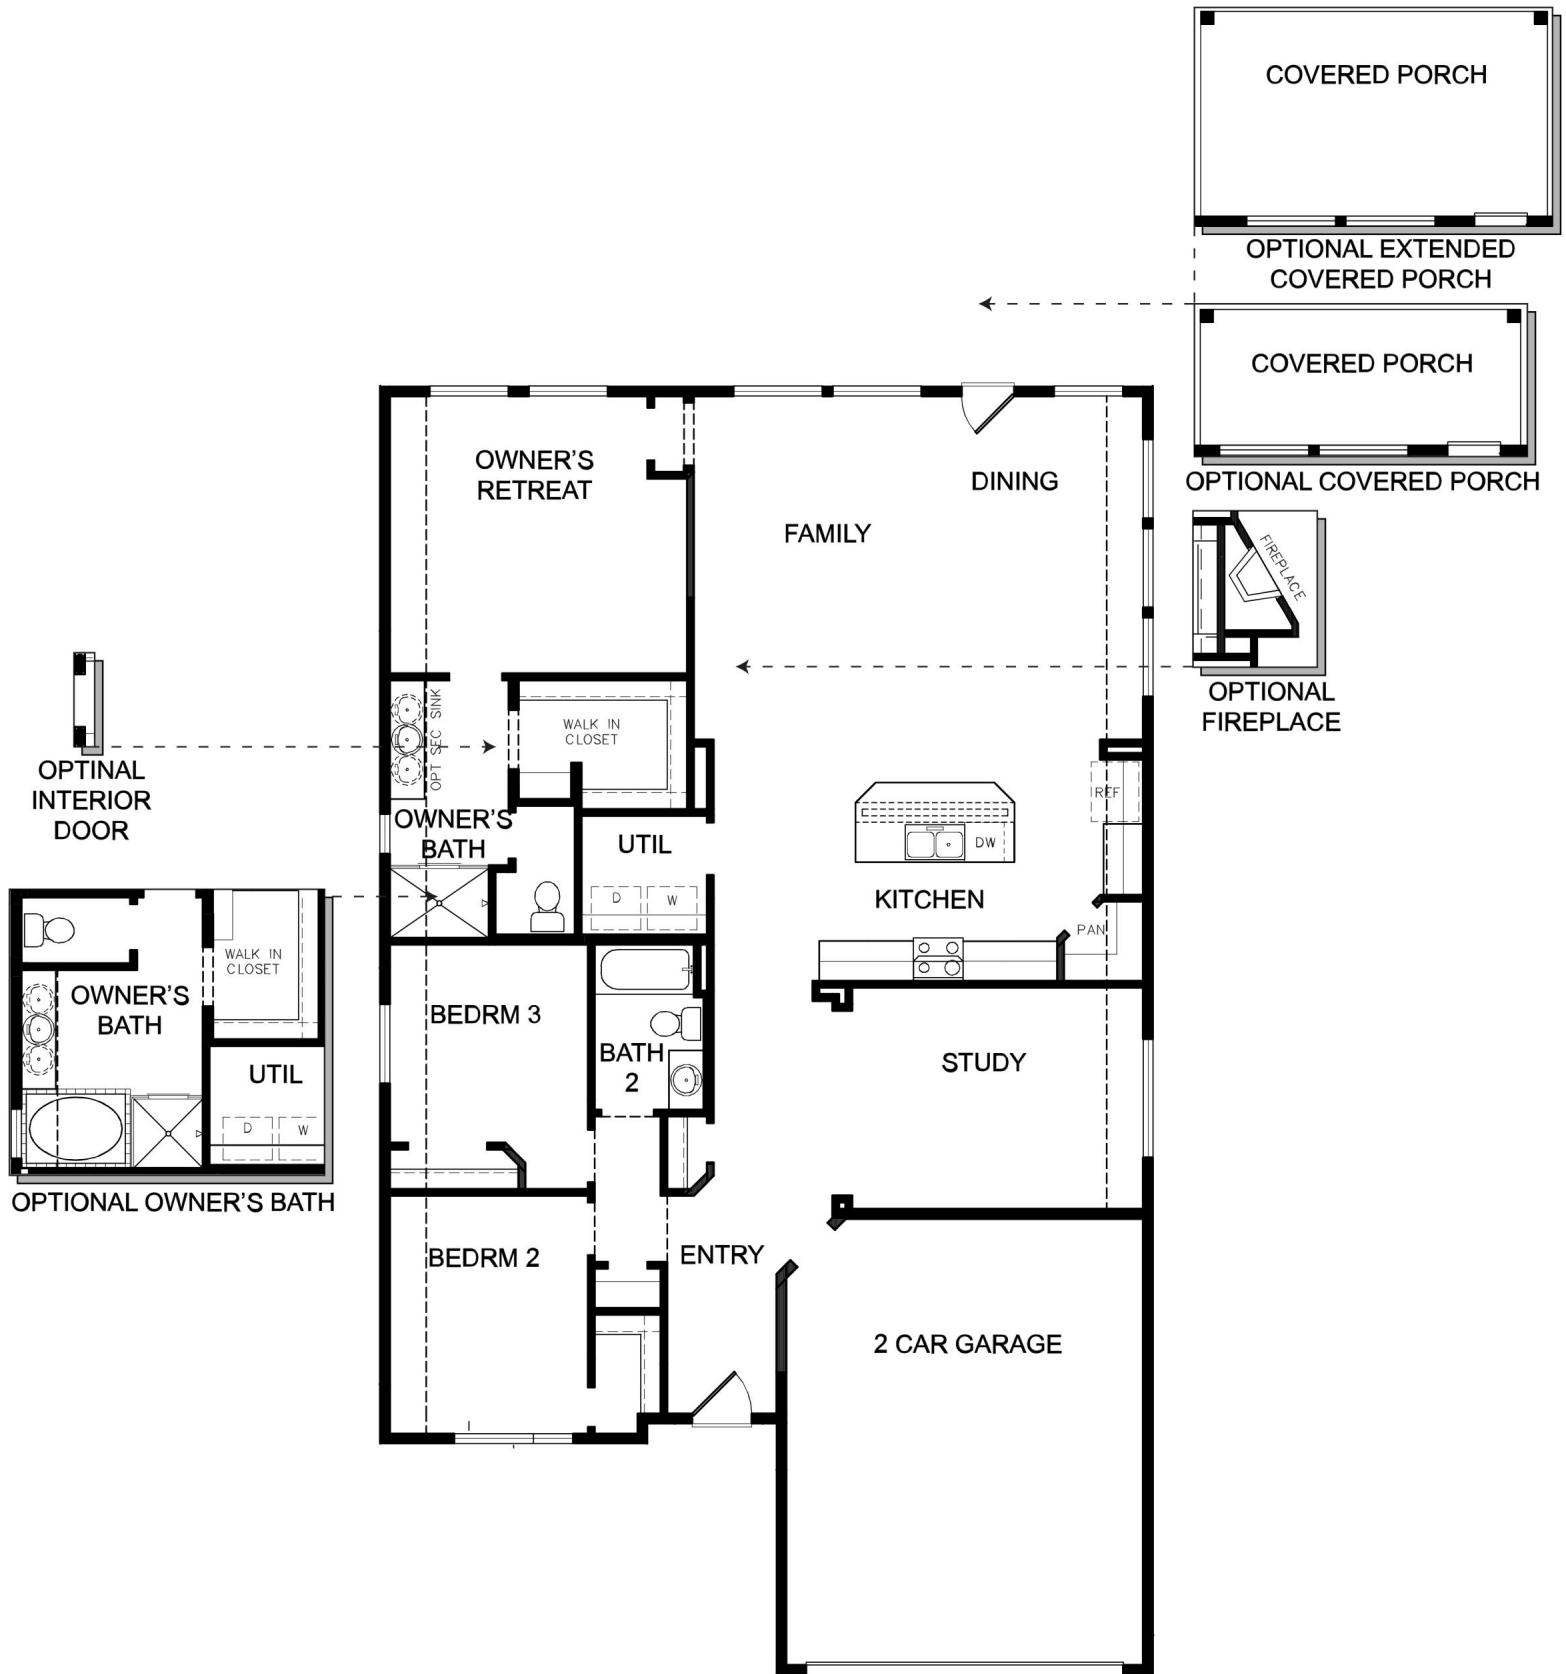 COVERED PORCH
OPTIONAL EXTENDED
COVERED PORCH
COVERED PORCH
OPTIONAL COVERED PORCH
OWNER'S
RETREAT
DINING
FAMILY
FIREPLACE
OPTIONAL
FIREPLACE
OPTINAL
INTERIOR
DOOR
OPT SEC SINK
WALK IN
CLOSET
OWNER'S
BATH
UTIL
D
W
REF
DW
KITCHEN
PAN
WALK IN
CLOSET
OWNER'S
BATH
UTIL
D
W
OPTIONAL OWNER'S BATH
BEDRM 3
BATH
2
STUDY
BEDRM 2
ENTRY
2 CAR GARAGE